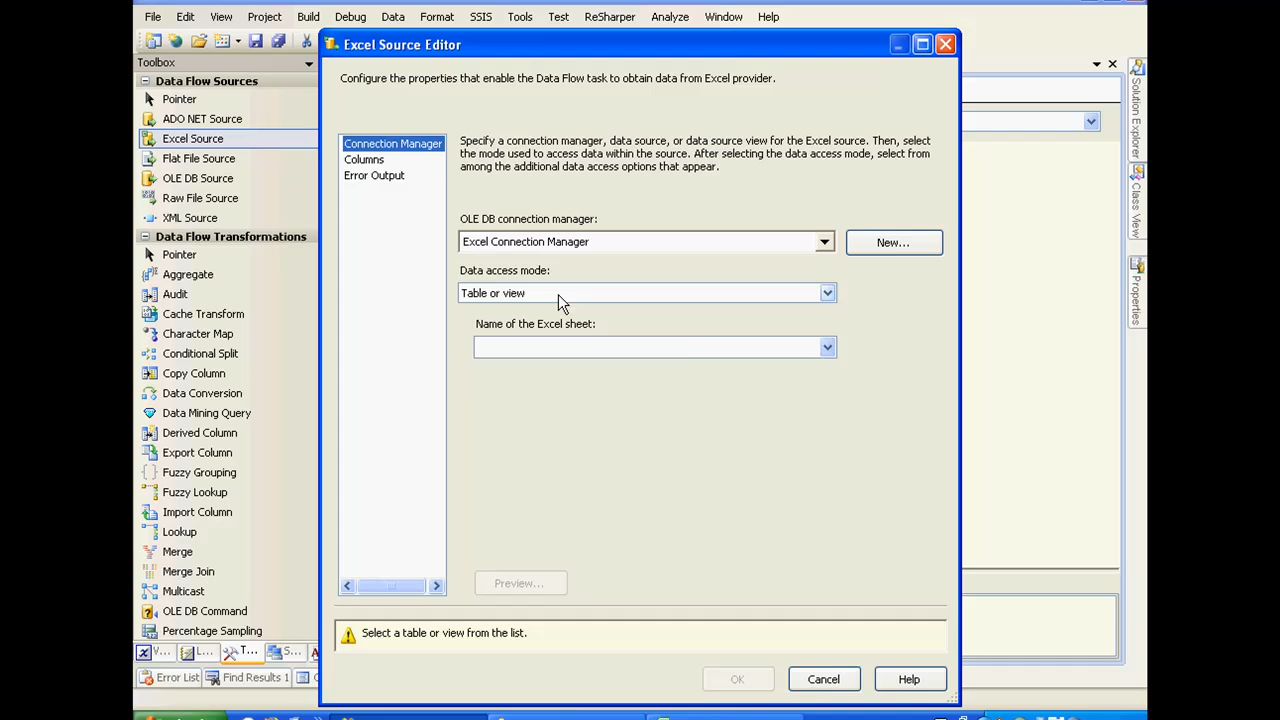 File Edit View Project Build Debug Data Format SSIS Tools Test ReSharper Analyze Window Help
Excel Source Editor
Toolbox
Data Flow Sources
Pointer
ADO NET Source
Excel Source
Flat File Source
OLE DB Source
Raw File Source
XML Source
Data Flow Transformations
Pointer
Aggregate
Audit
Cache Transform
Character Map
Conditional Split
Copy Column
Data Conversion
Data Mining Query
Derived Column
Export Column
Fuzzy Grouping
Fuzzy Lookup
Import Column
Lookup
Merge
Merge Join
Multicast
OLE DB Command
Percentage Sampling
V... L... T... S...
Error List Find Results 1
Configure the properties that enable the Data Flow task to obtain data from Excel provider.
Connection Manager
Columns
Error Output
Specify a connection manager, data source, or data source view for the Excel source. Then, select
the mode used to access data within the source. After selecting the data access mode, select from
among the additional data access options that appear.
OLE DB connection manager:
Excel Connection Manager
New...
Data access mode:
Table or view
Name of the Excel sheet:
Preview...
Select a table or view from the list.
OK Cancel Help
Solution Explorer
Class View
Properties